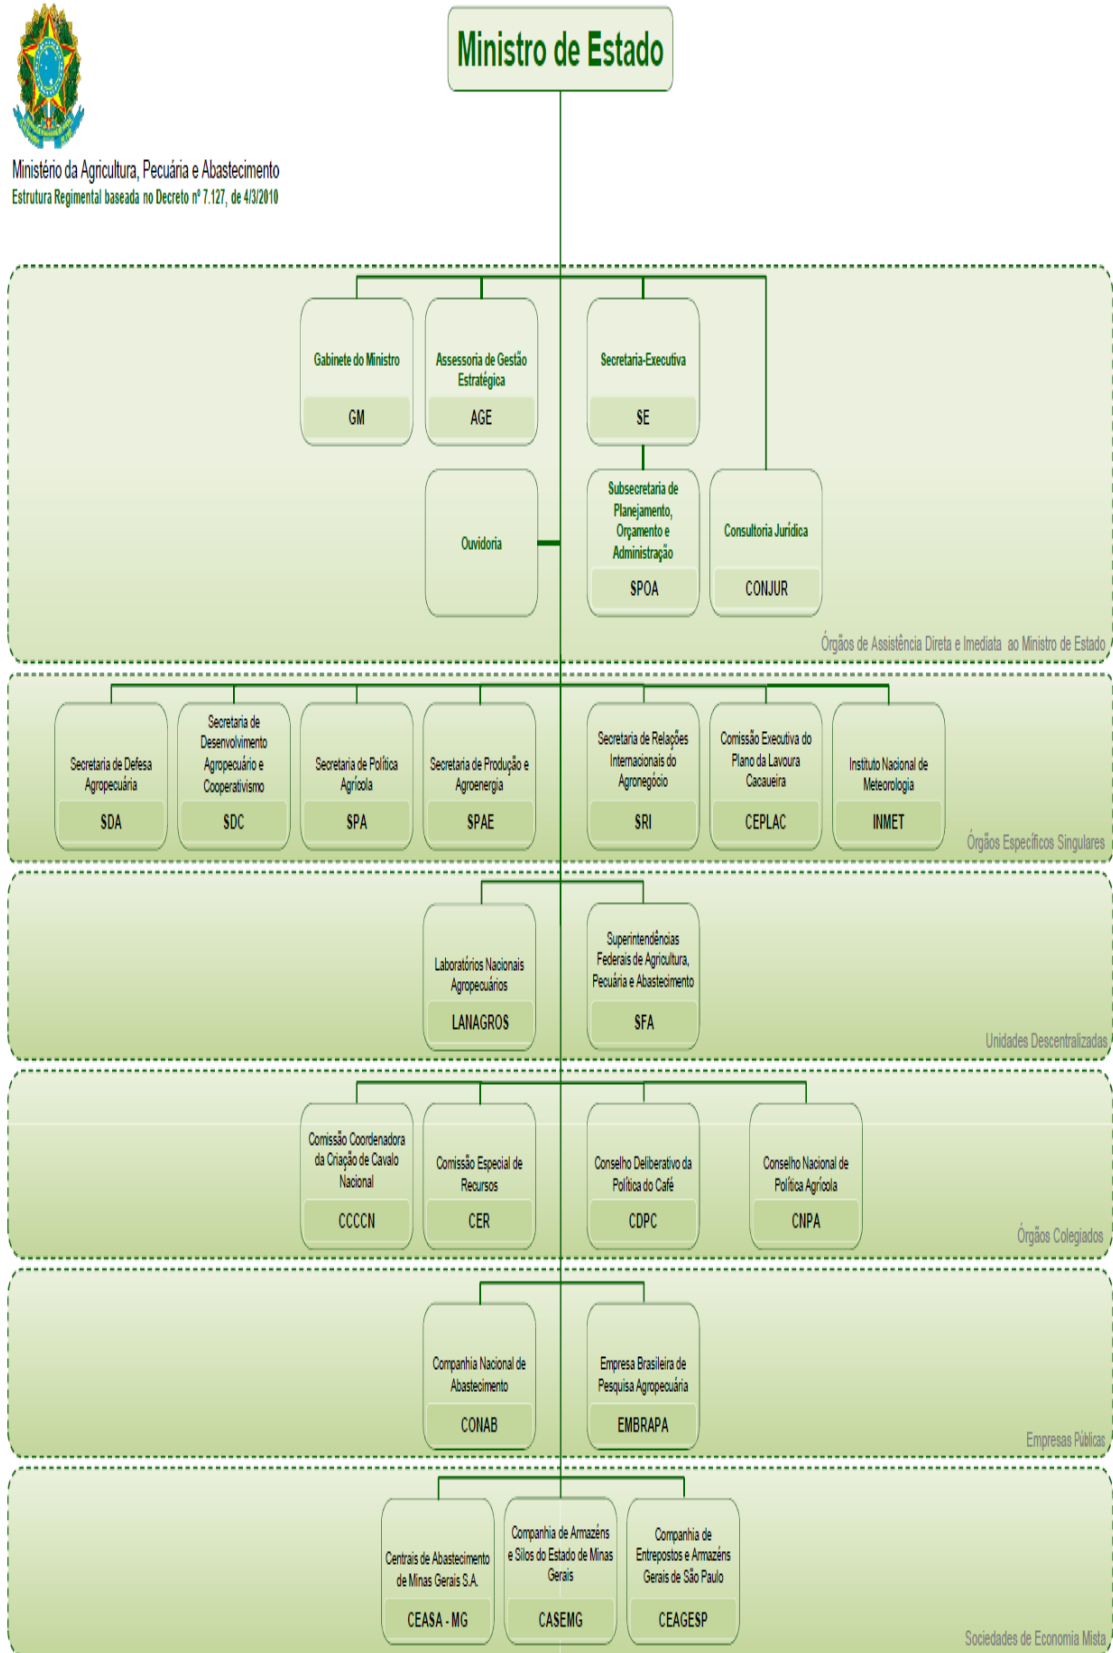 Ministro de Estado
Ministério da Agricultura, Pecuária e Abastecimento
Estrutura Regimental baseada no Decreto nº 7.127, de 4/3/2010
Gabinete do Ministro
GM
Assessoria de Gestão
Estratégica
AGE
Secretaria-Executiva
SE
Ouvidoria
Subsecretaria de
Planejamento,
Orçamento e
Administração
SPOA
Consultoria Jurídica
CONJUR
Órgãos de Assistência Direta e Imediata ao Ministro de Estado
Secretaria de Defesa
Agropecuária
SDA
Secretaria de
Desenvolvimento
Agropecuário e
Cooperativismo
SDC
Secretaria de Política
Agrícola
SPA
Secretaria de Produção e
Agroenergia
SPAE
Secretaria de Relações
Internacionais do
Agronegócio
SRI
Comissão Executiva do
Plano da Lavoura
Cacaueira
CEPLAC
Instituto Nacional de
Meteorologia
INMET
Órgãos Específicos Singulares
Laboratórios Nacionais
Agropecuários
LANAGROS
Superintendências
Federais de Agricultura,
Pecuária e Abastecimento
SFA
Unidades Descentralizadas
Comissão Coordenadora
da Criação de Cavalo
Nacional
CCCCN
Comissão Especial de
Recursos
CER
Conselho Deliberativo da
Política do Café
CDPC
Conselho Nacional de
Política Agrícola
CNPA
Órgãos Colegiados
Companhia Nacional de
Abastecimento
CONAB
Empresa Brasileira de
Pesquisa Agropecuária
EMBRAPA
Empresas Públicas
Centrais de Abastecimento
de Minas Gerais S.A.
CEASA - MG
Companhia de Armazéns
e Silos do Estado de Minas
Gerais
CASEMG
Companhia de
Entrepostos e Armazéns
Gerais de São Paulo
CEAGESP
Sociedades de Economia Mista